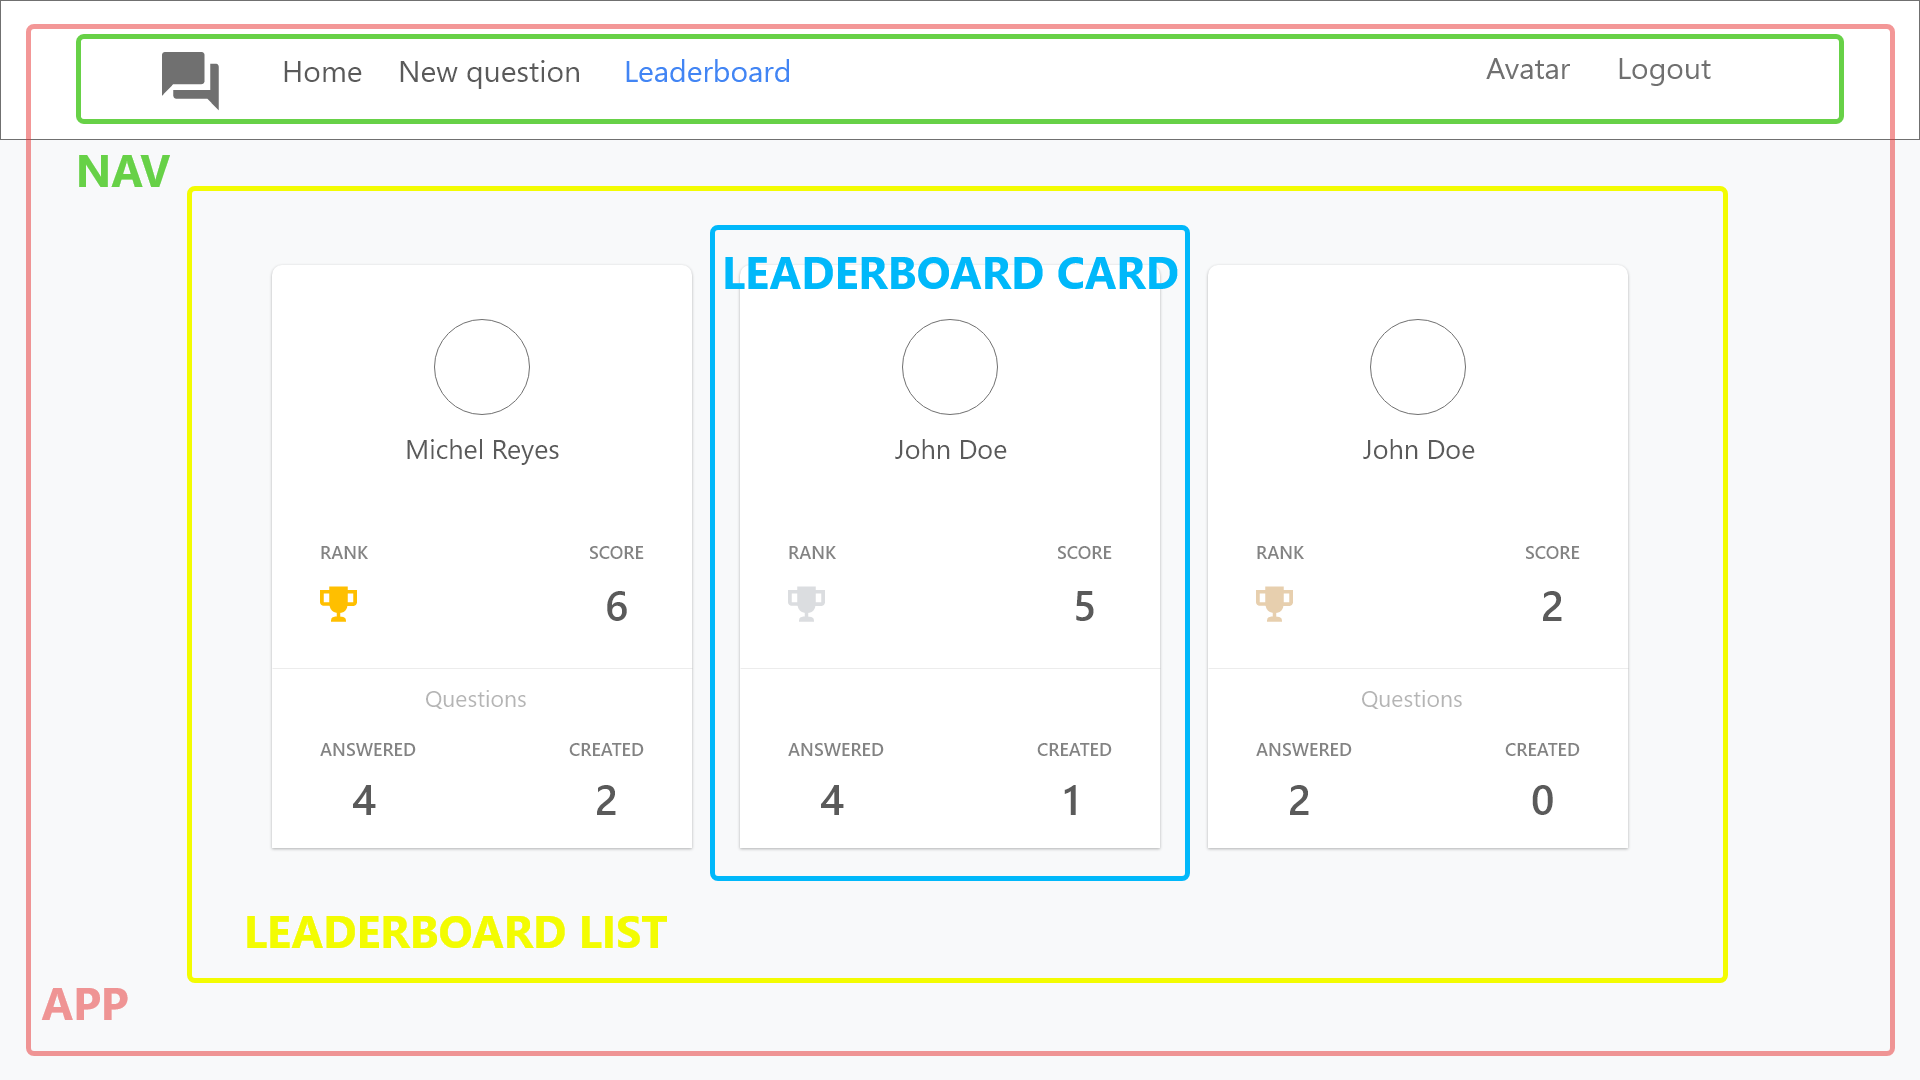 Home New question Leaderboard Avatar Logout
NAV
LEADERBOARD CARD
Michel Reyes John Doe John Doe
RANK SCORE RANK SCORE RANK SCORE
6 5 2
Questions Questions
ANSWERED CREATED ANSWERED CREATED ANSWERED CREATED
4 2 4 1 2 0
LEADERBOARD LIST
APP